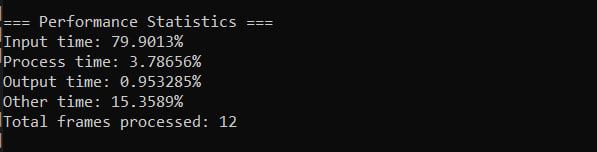 === Performance Statistics ===
Input time: 79.9013%
Process time: 3.78656%
Output time: 0.953285%
Other time: 15.3589%
Total frames processed: 12